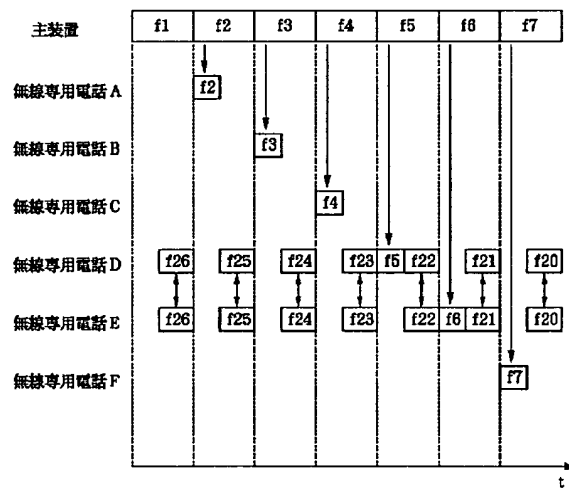 主装置 f1 f2 f3 f4 f5 f6 f7
無線専用電話A f2
無線専用電話B f3
無線専用電話C f4
無線専用電話D f26 f25 f24 f23 f5 f22 f21 f20
無線専用電話E f26 f25 f24 f23 f22 f6 f21 f20
無線専用電話F f7
t